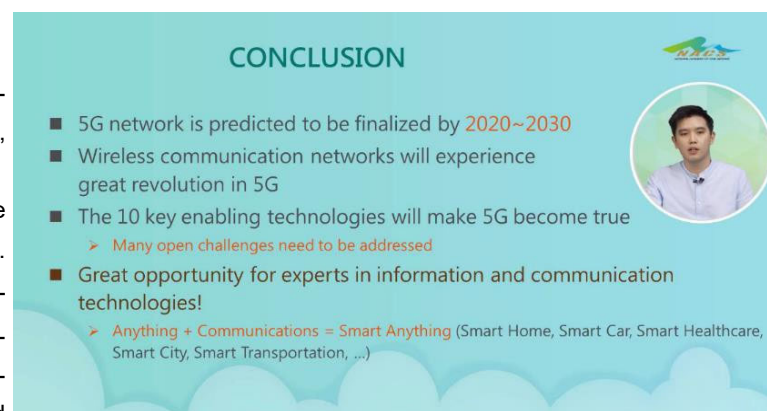 CONCLUSION
NACS
■ 5G network is predicted to be finalized by 2020~2030
■ Wireless communication networks will experience
great revolution in 5G
■ The 10 key enabling technologies will make 5G become true
➢ Many open challenges need to be addressed
■ Great opportunity for experts in information and communication
technologies!
➢ Anything + Communications = Smart Anything (Smart Home, Smart Car, Smart Healthcare,
Smart City, Smart Transportation, ...)